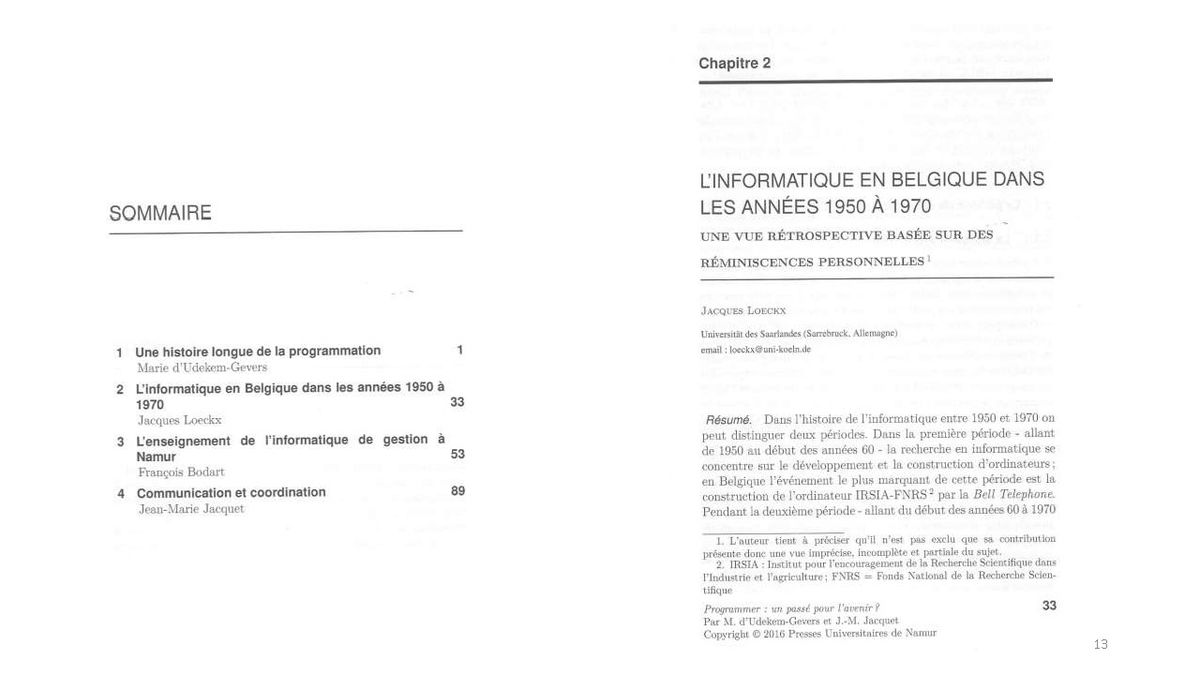 SOMMAIRE
1 Une histoire longue de la programmation 1
Marie d'Udekem-Gevers
2 L'informatique en Belgique dans les années 1950 à
1970 33
Jacques Loeckx
3 L'enseignement de l'informatique de gestion à
Namur 53
François Bodart
4 Communication et coordination 89
Jean-Marie Jacquet
Chapitre 2
L'INFORMATIQUE EN BELGIQUE DANS
LES ANNÉES 1950 À 1970
UNE VUE RÉTROSPECTIVE BASÉE SUR DES
RÉMINISCENCES PERSONNELLES 1
JACQUES LOECKX
Universität des Saarlandes (Sarrebruck, Allemagne)
email : loeckx@uni-koeln.de
Résumé. Dans l'histoire de l'informatique entre 1950 et 1970 on
peut distinguer deux périodes. Dans la première période - allant
de 1950 au début des années 60 - la recherche en informatique se
concentre sur le développement et la construction d'ordinateurs ;
en Belgique l'événement le plus marquant de cette période est la
construction de l'ordinateur IRSIA-FNRS 2 par la Bell Telephone.
Pendant la deuxième période - allant du début des années 60 à 1970
1. L'auteur tient à préciser qu'il n'est pas exclu que sa contribution
présente donc une vue imprécise, incomplète et partiale du sujet.
2. IRSIA : Institut pour l'encouragement de la Recherche Scientifique dans
l'Industrie et l'agriculture ; FNRS = Fonds National de la Recherche Scien-
tifique
Programmer : un passé pour l'avenir ? 33
Par M. d'Udekem-Gevers et J.-M. Jacquet
Copyright © 2016 Presses Universitaires de Namur
13